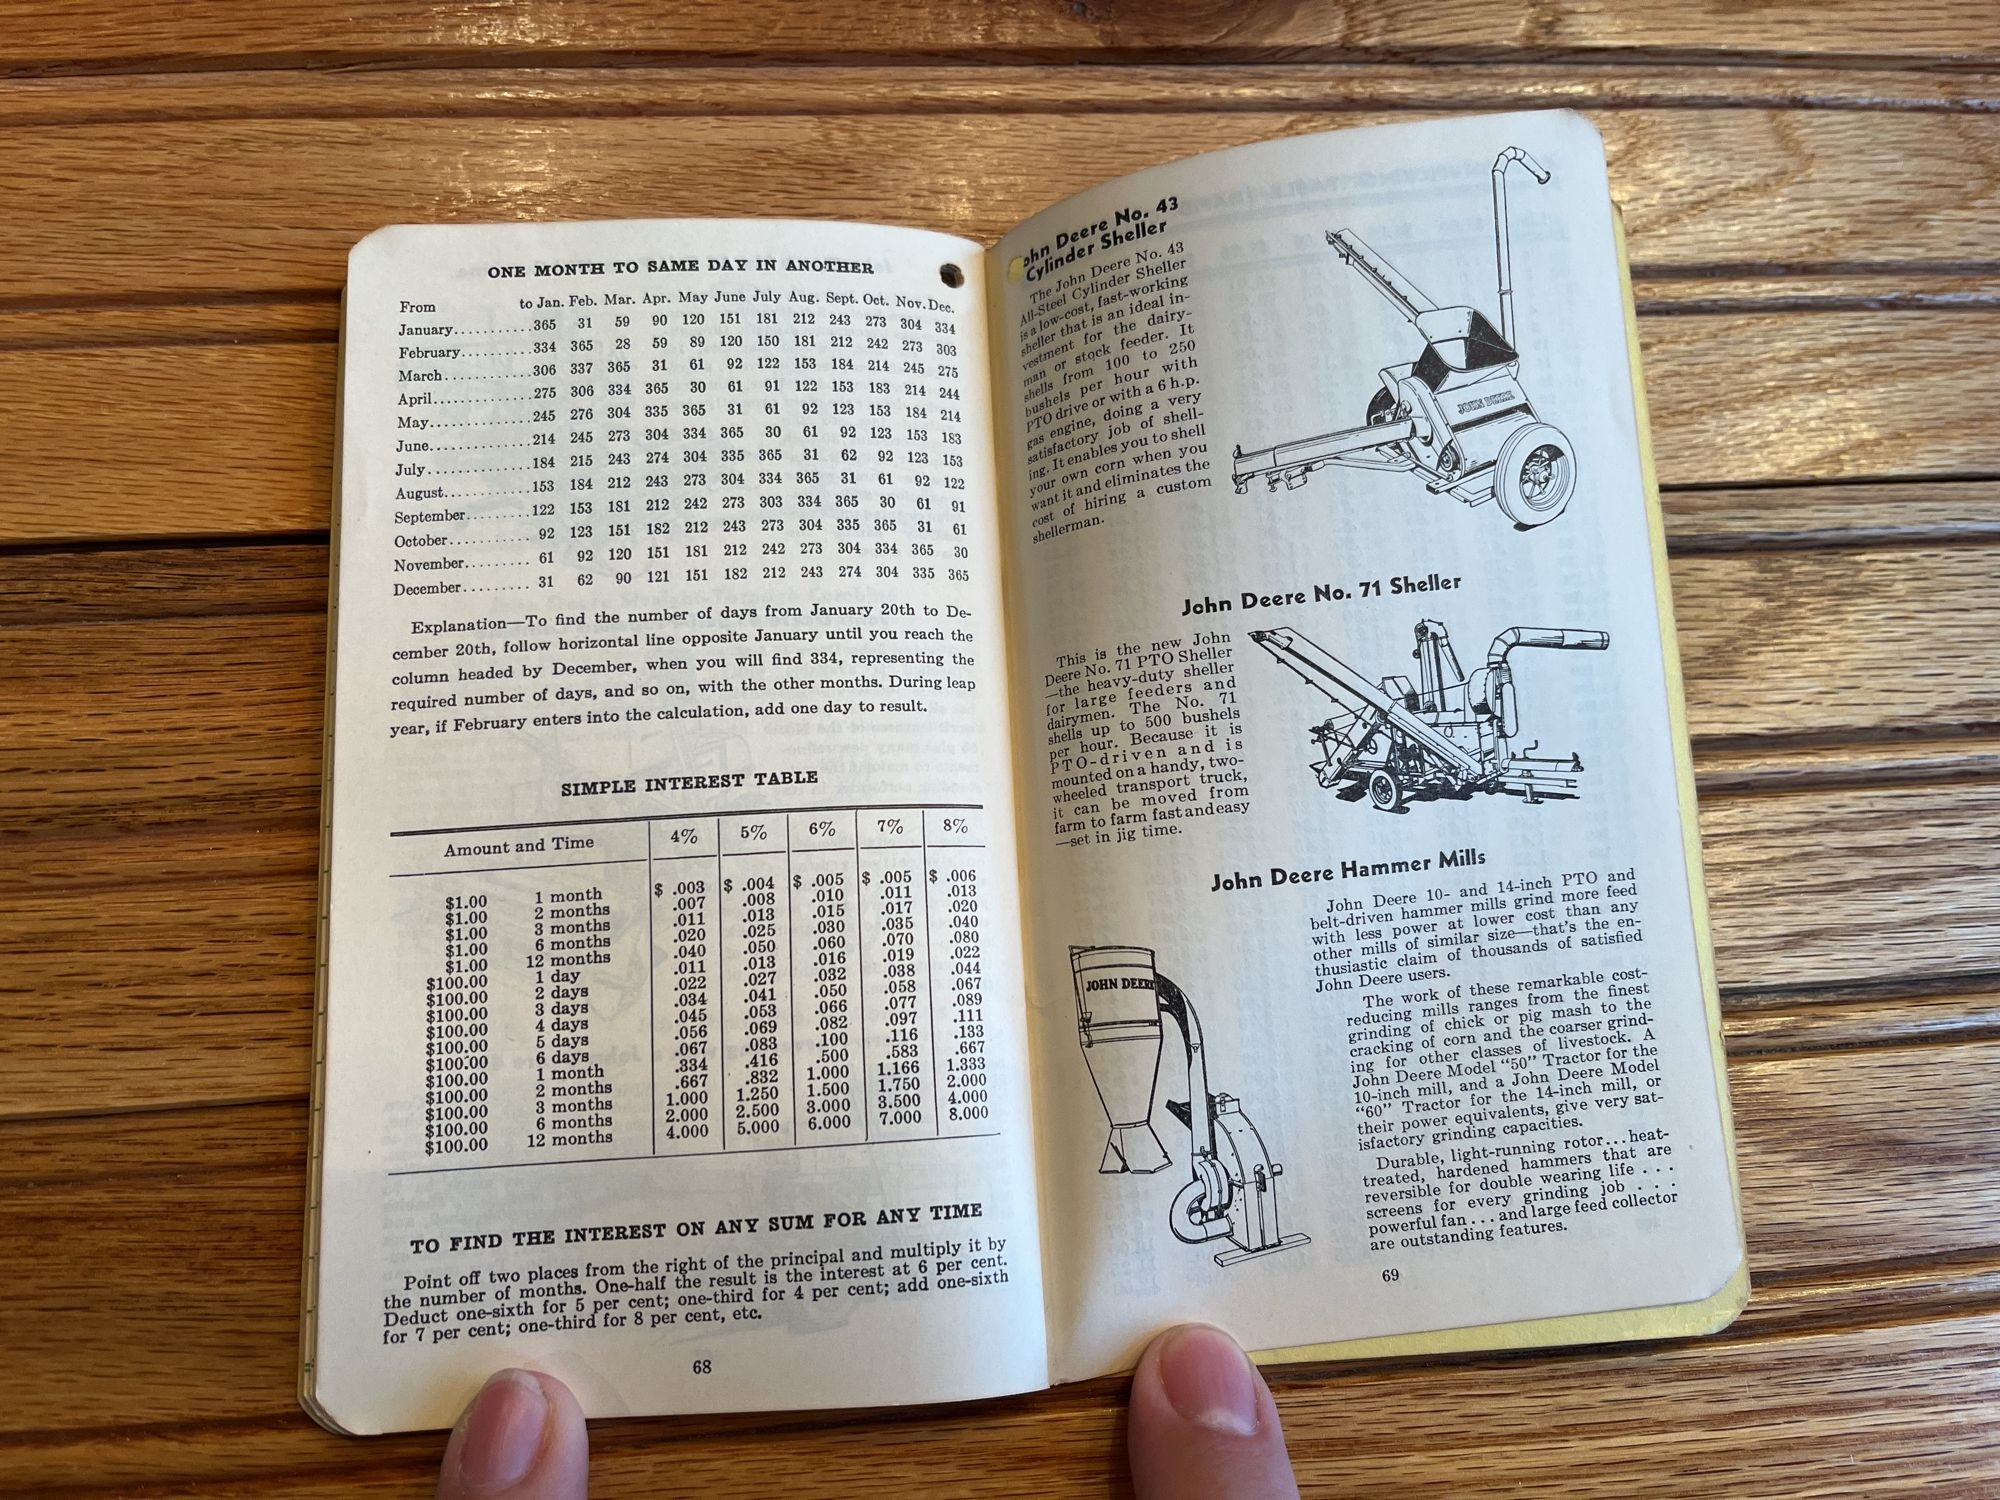 ONE MONTH TO SAME DAY IN ANOTHER
From to Jan. Feb. Mar. Apr. May June July Aug. Sept. Oct. Nov. Dec.
January........... 365 31 59 90 120 151 181 212 243 273 304 334
February.......... 334 365 28 59 89 120 150 181 212 242 273 303
March............. 306 337 365 31 61 92 122 153 184 214 245 275
April.............. 275 306 334 365 30 61 91 122 153 183 214 244
May............... 245 276 304 335 365 31 61 92 123 153 184 214
June............... 214 245 273 304 334 365 30 61 92 123 153 183
July............... 184 215 243 274 304 335 365 31 62 92 123 153
August............ 153 184 212 243 273 304 334 365 31 61 92 122
September......... 122 153 181 212 242 273 303 334 365 30 61 91
October........... 92 123 151 182 212 243 273 304 335 365 31 61
November......... 61 92 120 151 181 212 242 273 304 334 365 30
December.......... 31 62 90 121 151 182 212 243 274 304 335 365
Explanation—To find the number of days from January 20th to De-
cember 20th, follow horizontal line opposite January until you reach the
column headed by December, when you will find 334, representing the
required number of days, and so on, with the other months. During leap
year, if February enters into the calculation, add one day to result.
SIMPLE INTEREST TABLE
Amount and Time 4% 5% 6% 7% 8%
$1.00 1 month $ .003 $ .004 $ .005 $ .005 $ .006
$1.00 2 months .007 .008 .010 .011 .013
$1.00 3 months .011 .013 .015 .017 .020
$1.00 6 months .020 .025 .030 .035 .040
$1.00 12 months .040 .050 .060 .070 .080
$100.00 1 day .011 .013 .016 .019 .022
$100.00 2 days .022 .027 .032 .038 .044
$100.00 3 days .034 .041 .050 .058 .067
$100.00 4 days .045 .053 .066 .077 .089
$100.00 5 days .056 .069 .082 .097 .111
$100.00 6 days .067 .083 .100 .116 .133
$100.00 1 month .334 .416 .500 .583 .667
$100.00 2 months .667 .832 1.000 1.166 1.333
$100.00 3 months 1.000 1.250 1.500 1.750 2.000
$100.00 6 months 2.000 2.500 3.000 3.500 4.000
$100.00 12 months 4.000 5.000 6.000 7.000 8.000
TO FIND THE INTEREST ON ANY SUM FOR ANY TIME
Point off two places from the right of the principal and multiply it by
the number of months. One-half the result is the interest at 6 per cent.
Deduct one-sixth for 5 per cent; one-third for 4 per cent; add one-sixth
for 7 per cent; one-third for 8 per cent, etc.
68
John Deere No. 43
Cylinder Sheller
The John Deere No. 43
All-Steel Cylinder Sheller
is a low-cost, fast-working
sheller that is an ideal in-
vestment for the dairy-
man or stock feeder. It
shells from 100 to 250
bushels per hour with
PTO drive or with a 6 h.p.
gas engine, doing a very
satisfactory job of shell-
ing. It enables you to shell
your own corn when you
want it and eliminates the
cost of hiring a custom
shellerman.
JOHN DEERE
John Deere No. 71 Sheller
This is the new John
Deere No. 71 PTO Sheller
—the heavy-duty sheller
for large feeders and
dairymen. The No. 71
shells up to 500 bushels
per hour. Because it is
PTO-driven and is
mounted on a handy, two-
wheeled transport truck,
it can be moved from
farm to farm fast and easy
—set in jig time.
John Deere Hammer Mills
JOHN DEERE
John Deere 10- and 14-inch PTO and
belt-driven hammer mills grind more feed
with less power at lower cost than any
other mills of similar size—that's the en-
thusiastic claim of thousands of satisfied
John Deere users.
The work of these remarkable cost-
reducing mills ranges from the finest
grinding of chick or pig mash to the
cracking of corn and the coarser grind-
ing for other classes of livestock. A
John Deere Model "50" Tractor for the
10-inch mill, and a John Deere Model
"60" Tractor for the 14-inch mill, or
their power equivalents, give very sat-
isfactory grinding capacities.
Durable, light-running rotor...heat-
treated, hardened hammers that are
reversible for double wearing life...
screens for every grinding job...
powerful fan...and large feed collector
are outstanding features.
69